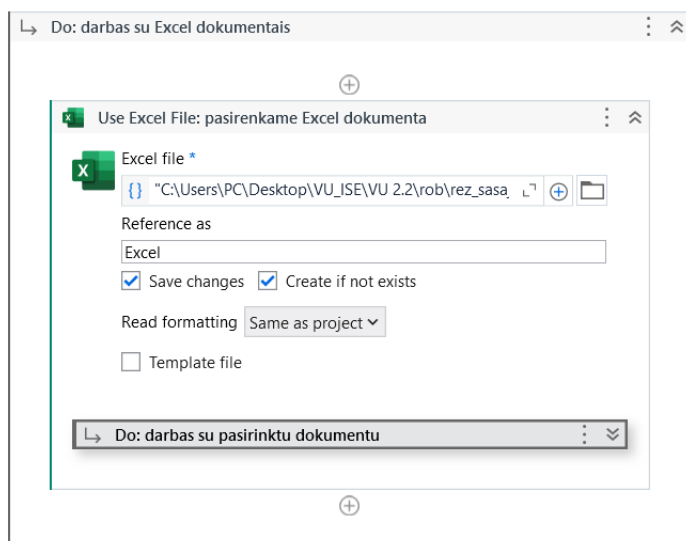 Do: darbas su Excel dokumentais
Use Excel File: pasirenkame Excel dokumenta
Excel file *
"C:\Users\PC\Desktop\VU_ISE\VU 2.2\rob\rez_sasa
Reference as
Excel
Save changes Create if not exists
Read formatting Same as project
Template file
Do: darbas su pasirinktu dokumentu